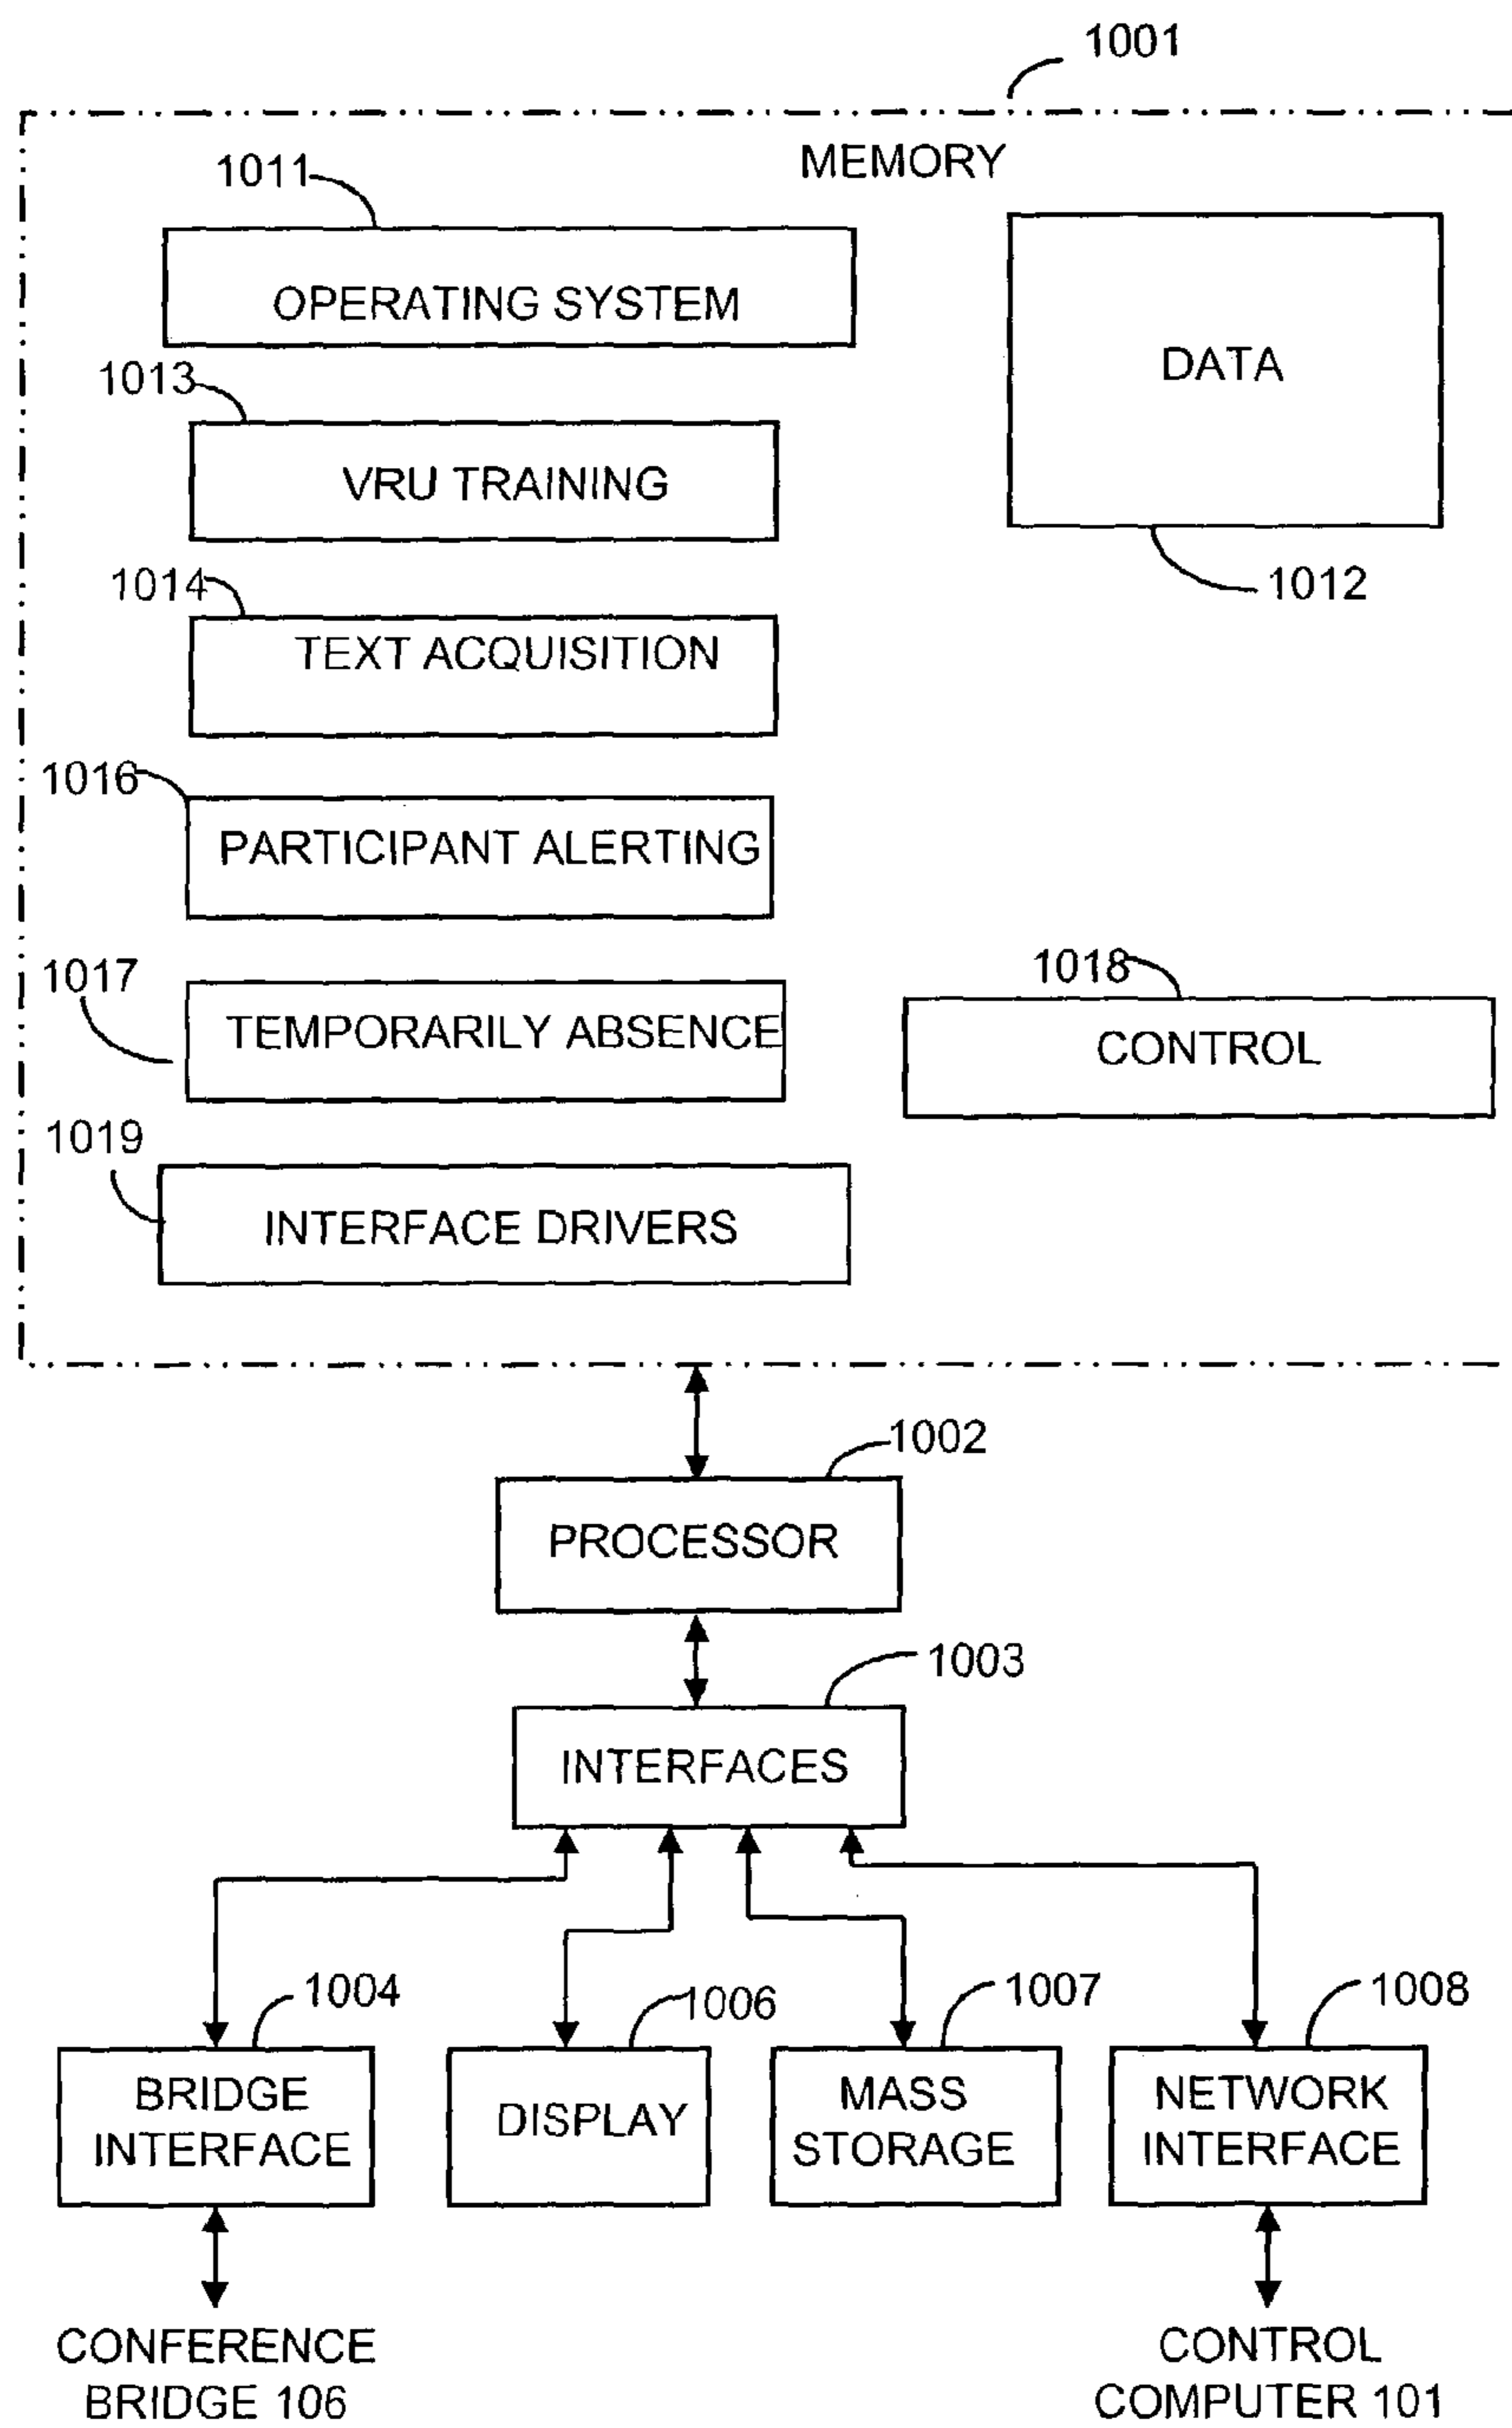 1001
MEMORY
1011
OPERATING SYSTEM
DATA
1013
VRU TRAINING
1012
1014
TEXT ACQUISITION
1016
PARTICIPANT ALERTING
1017
1018
TEMPORARILY ABSENCE
CONTROL
1019
INTERFACE DRIVERS
1002
PROCESSOR
1003
INTERFACES
1004
1006
1007
1008
BRIDGE
INTERFACE
DISPLAY
MASS
STORAGE
NETWORK
INTERFACE
CONFERENCE
BRIDGE 106
CONTROL
COMPUTER 101